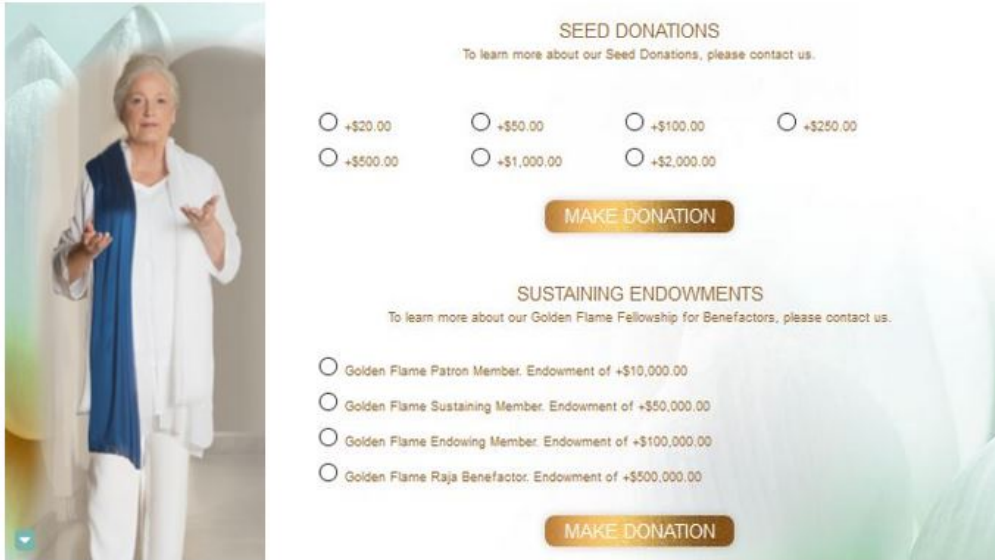 SEED DONATIONS
To learn more about our Seed Donations, please contact us.
+$20.00 +$50.00 +$100.00 +$250.00
+$500.00 +$1,000.00 +$2,000.00
MAKE DONATION
SUSTAINING ENDOWMENTS
To learn more about our Golden Flame Fellowship for Benefactors, please contact us.
Golden Flame Patron Member. Endowment of +$10,000.00
Golden Flame Sustaining Member. Endowment of +$50,000.00
Golden Flame Endowing Member. Endowment of +$100,000.00
Golden Flame Raja Benefactor. Endowment of +$500,000.00
MAKE DONATION